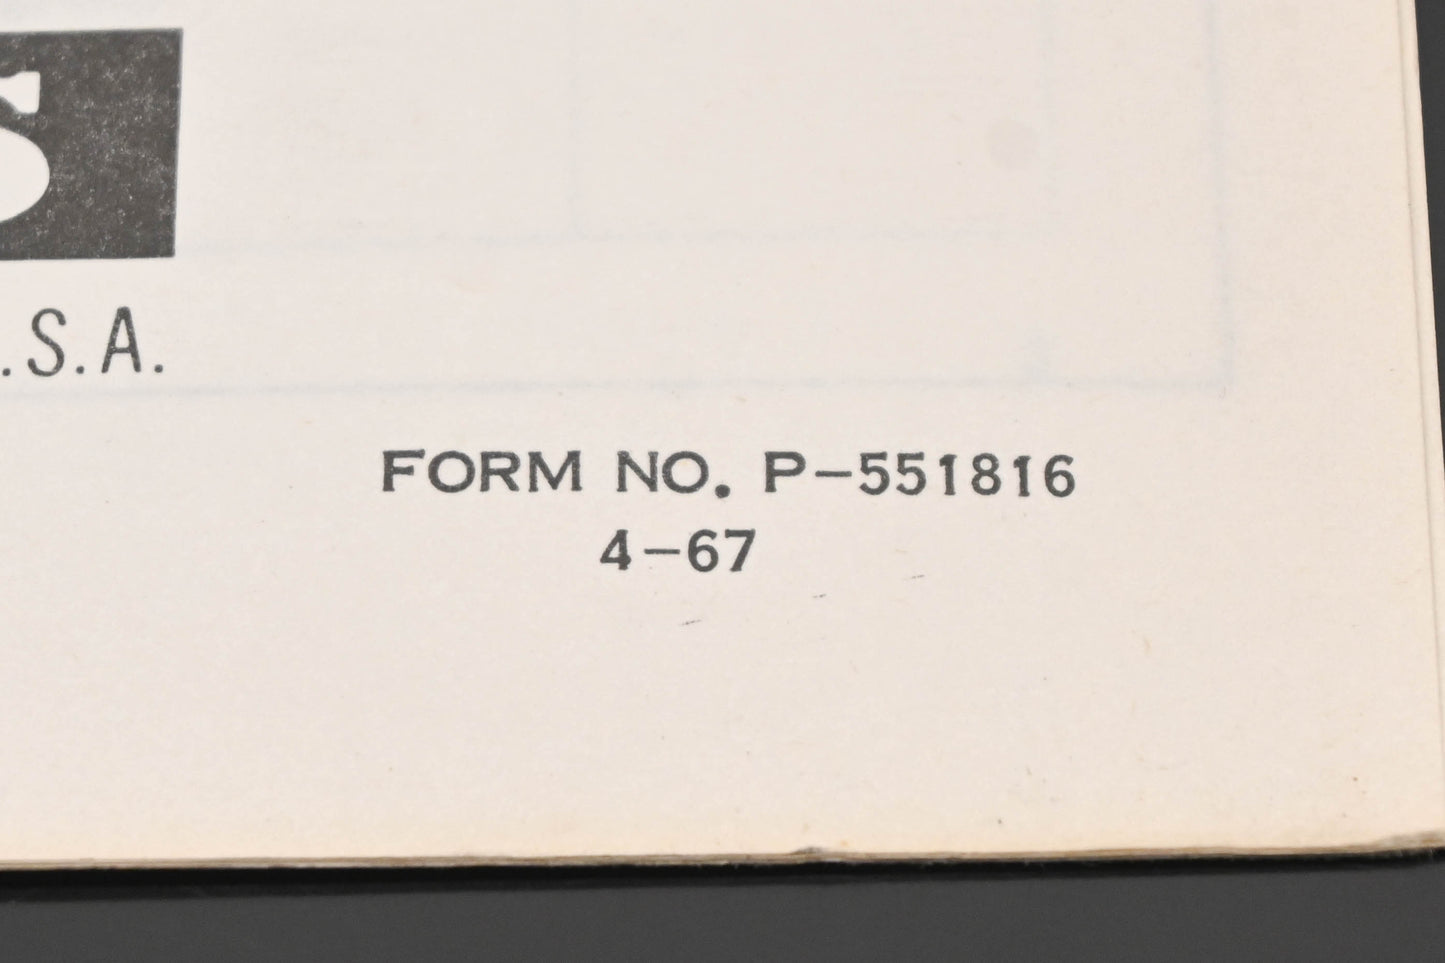 S
.S.A.
FORM NO. P-551816
4-67